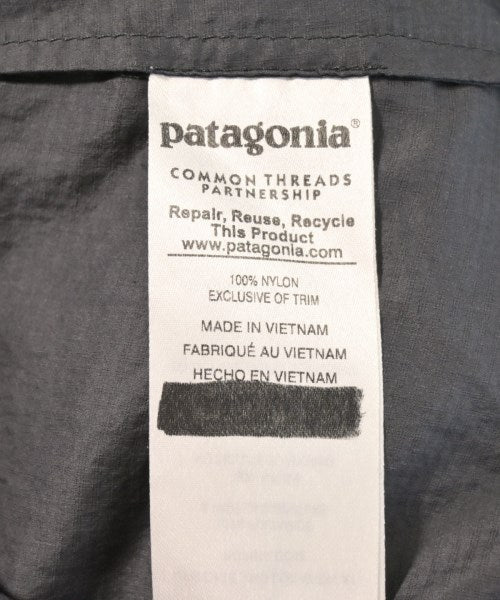 patagonia®
COMMON THREADS
PARTNERSHIP
Repair, Reuse, Recycle
This Product
www.patagonia.com
100% NYLON
EXCLUSIVE OF TRIM
MADE IN VIETNAM
FABRIQUÉ AU VIETNAM
HECHO EN VIETNAM